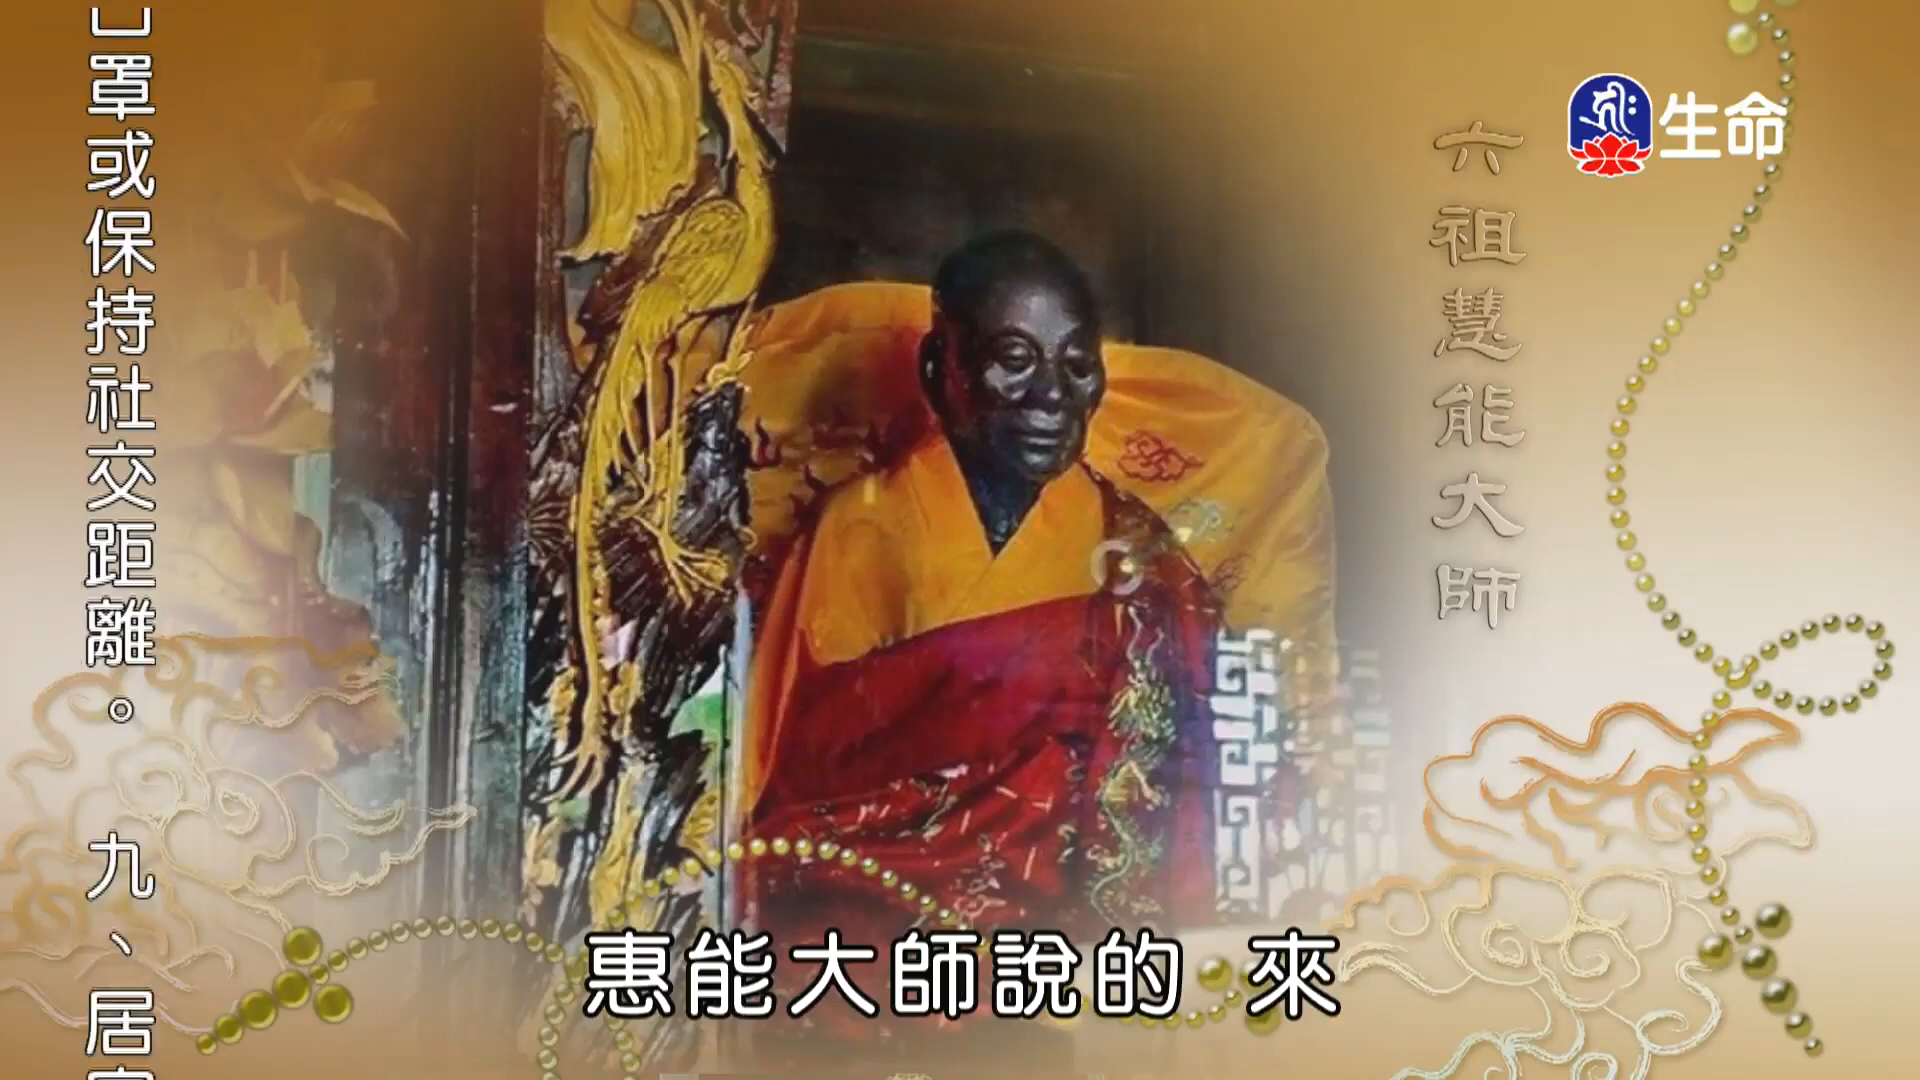 口罩或保持社交距離。 九、居家
生命
六祖慧能大師
惠能大師說的 來